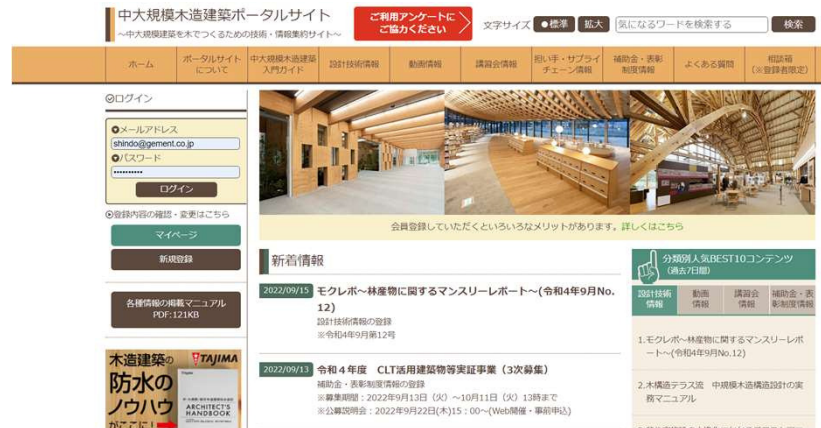 中大規模木造建築ポータルサイト
～中大規模建築を木でつくるための技術・情報集約サイト～
ご利用アンケートに
ご協力ください
文字サイズ ●標準 拡大
気になるワードを検索する 検索
ホーム
ポータルサイト
について
中大規模木造建築
入門ガイド
設計技術情報
動画情報
講習会情報
担い手・サプライ
チェーン情報
補助金・表彰
制度情報
よくある質問
相談箱
(※登録者限定)
ログイン
メールアドレス
shindo@gement.co.jp
パスワード
••••••••••
ログイン
登録内容の確認・変更はこちら
マイページ
新規登録
各種情報の掲載マニュアル
PDF:121KB
木造建築の
防水の
ノウハウ
がここに!
TAJIMA
ARCHITECT'S
HANDBOOK
会員登録していただくといろいろなメリットがあります。詳しくはこちら
新着情報
2022/09/15 モクレポ～林産物に関するマンスリーレポート～(令和4年9月No.
12)
設計技術情報の登録
※令和4年9月第12号
2022/09/13 令和４年度　CLT活用建築物等実証事業（3次募集）
補助金・表彰制度情報の登録
※募集期間：2022年9月13日（火）～10月11日（火）13時まで
※公募説明会：2022年9月22日(木)15：00～(Web開催・事前申込)
分類別人気BEST10コンテンツ
(過去7日間)
設計技術
情報
動画
情報
講習会
情報
補助金・表
彰制度情報
1.モクレポ～林産物に関するマンスリーレポ
ート～(令和4年9月No.12)
2.木構造テラス流　中規模木造構造設計の実
務マニュアル